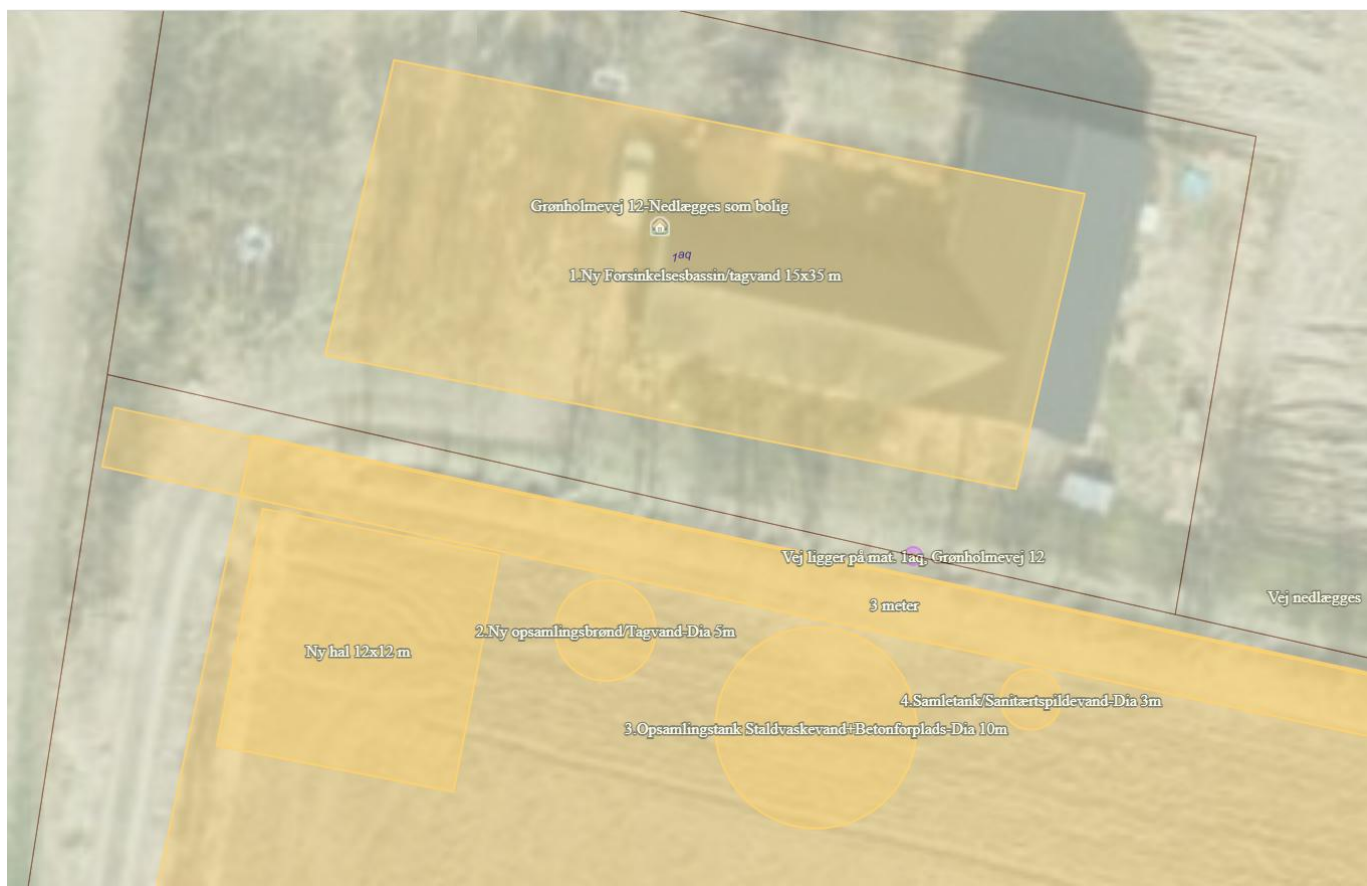 Grønholmevej 12-Nedlægges som bolig
1aq
1.Ny Forsinkelsesbassin/tagvand 15x35 m
Vej ligger på mat. 1aq, Grønholmevej 12
Vej nedlægges
3 meter
2.Ny opsamlingsbrønd/Tagvand-Dia 5m
Ny hal 12x12 m
4.Samletank/Sanitærtspildevand-Dia 3m
3.Opsamlingstank Staldvaskevand+Betonforplads-Dia 10m